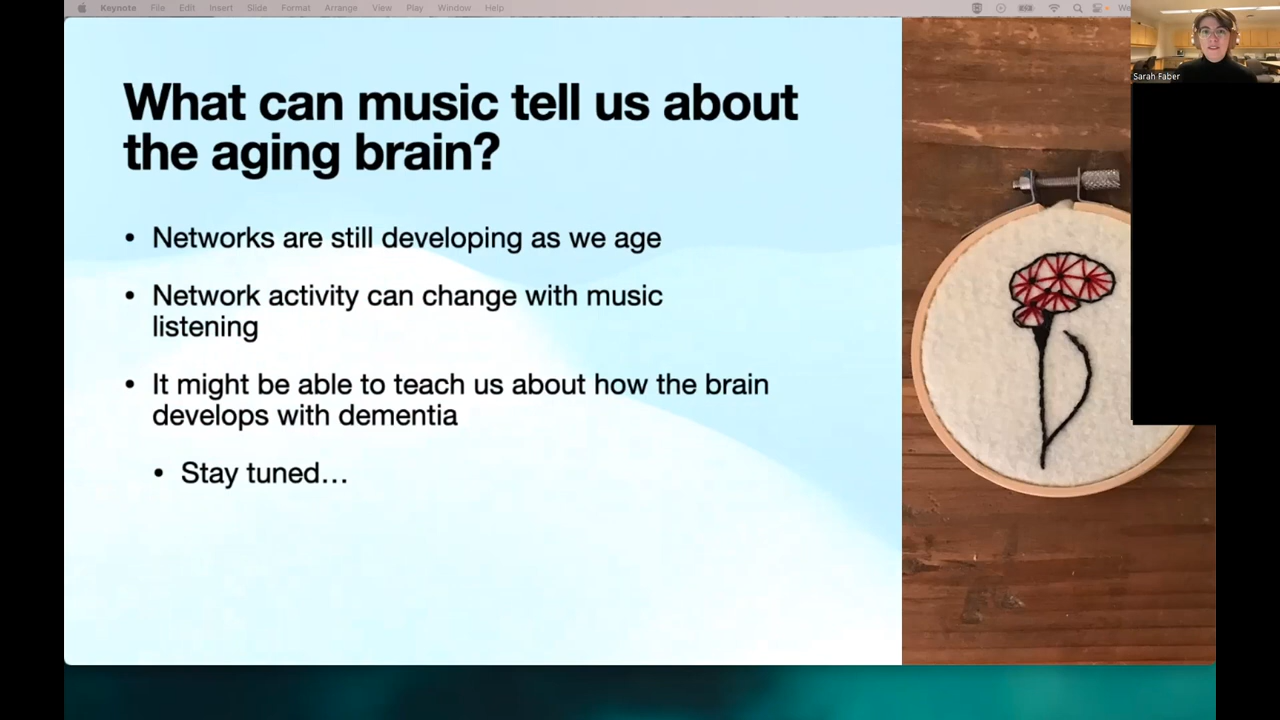 Keynote File Edit Insert Slide Format Arrange View Play Window Help We
Sarah Faber
What can music tell us about
the aging brain?
• Networks are still developing as we age
• Network activity can change with music
listening
• It might be able to teach us about how the brain
develops with dementia
• Stay tuned…